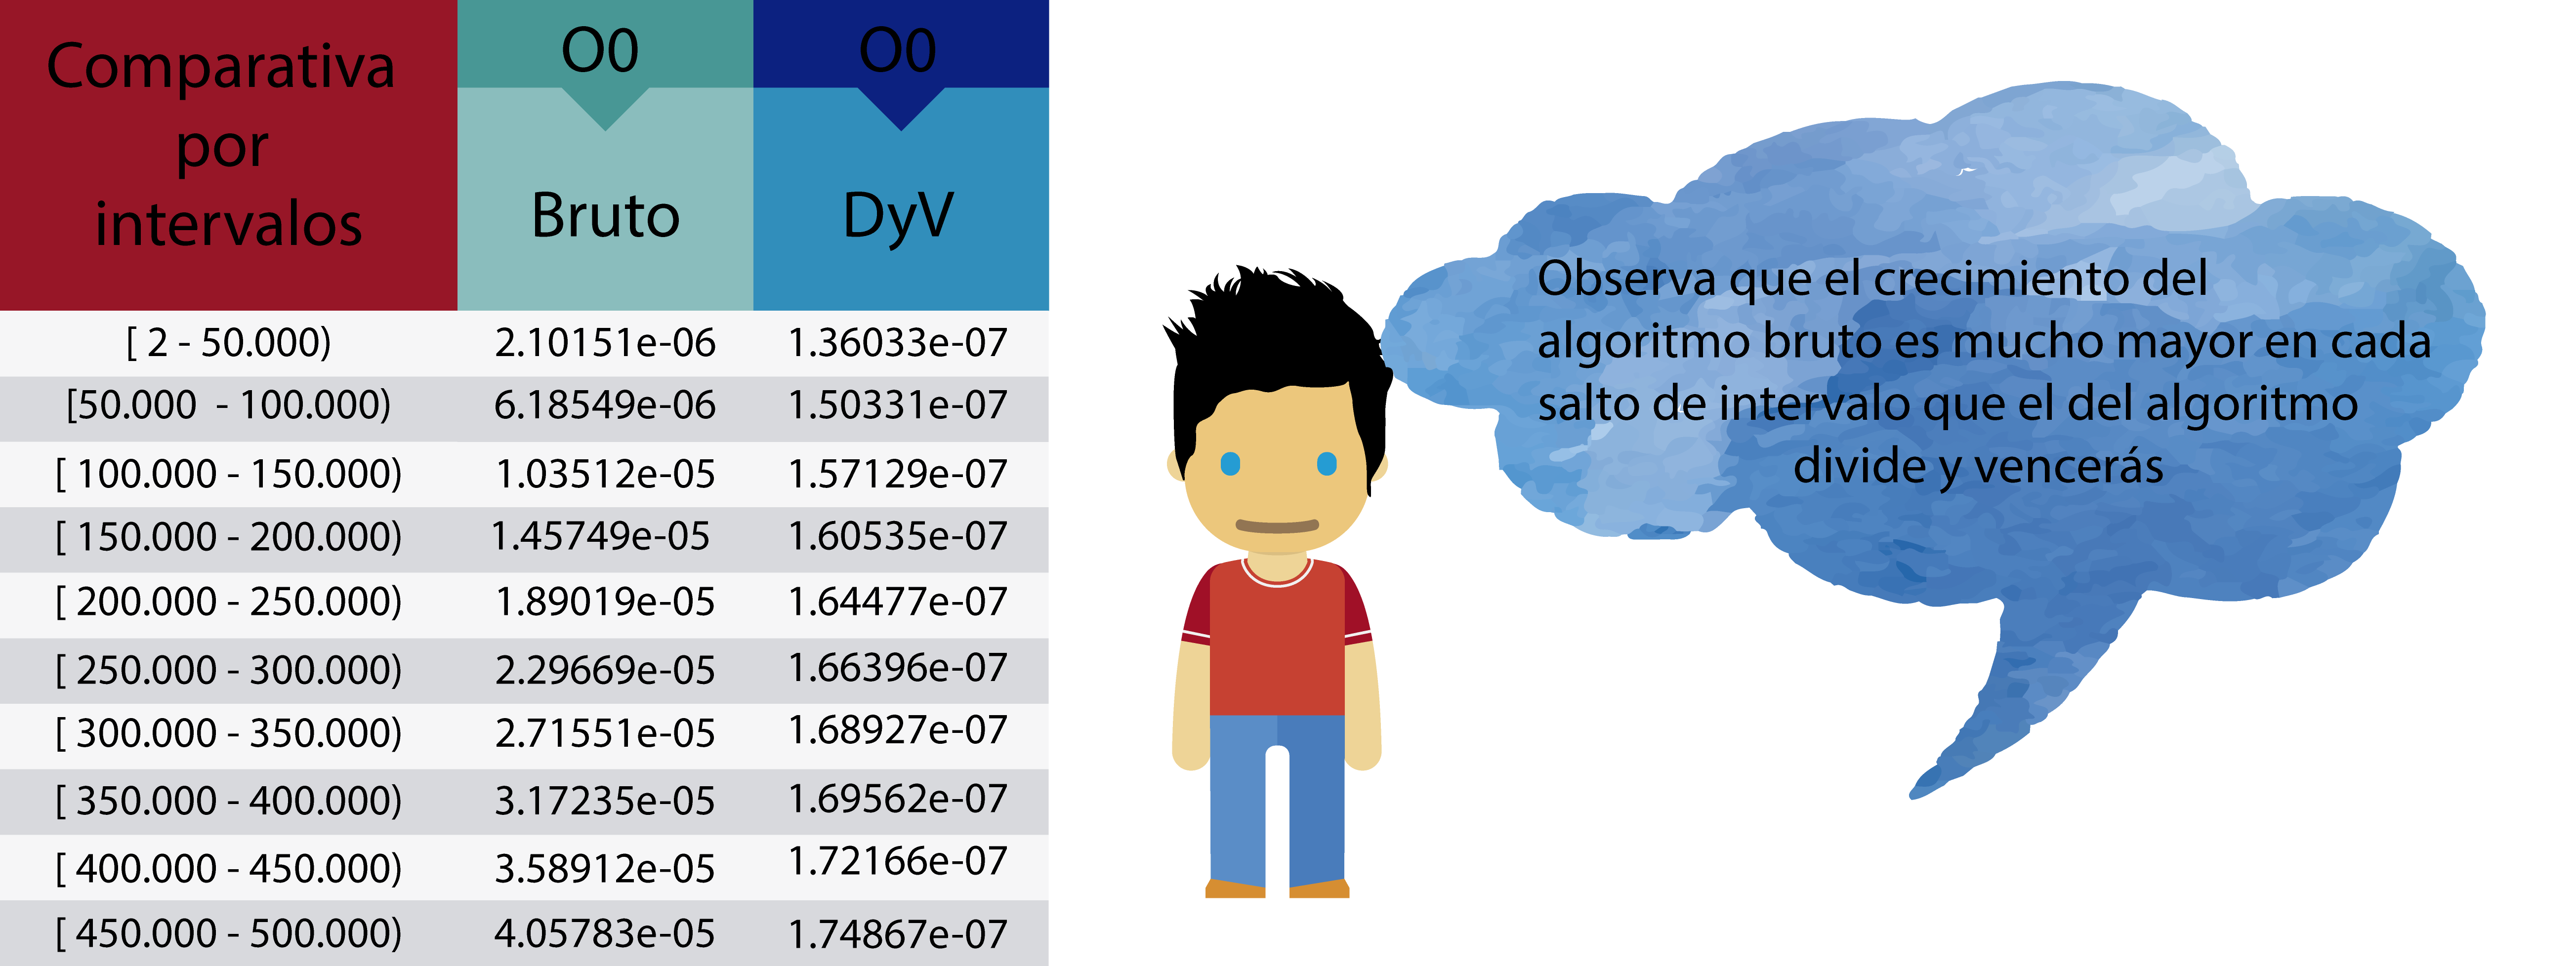 Comparativa
por
intervalos
O0
O0
Bruto
DyV
[ 2 - 50.000) 2.10151e-06 1.36033e-07
[50.000 - 100.000) 6.18549e-06 1.50331e-07
[ 100.000 - 150.000) 1.03512e-05 1.57129e-07
[ 150.000 - 200.000) 1.45749e-05 1.60535e-07
[ 200.000 - 250.000) 1.89019e-05 1.64477e-07
[ 250.000 - 300.000) 2.29669e-05 1.66396e-07
[ 300.000 - 350.000) 2.71551e-05 1.68927e-07
[ 350.000 - 400.000) 3.17235e-05 1.69562e-07
[ 400.000 - 450.000) 3.58912e-05 1.72166e-07
[ 450.000 - 500.000) 4.05783e-05 1.74867e-07
Observa que el crecimiento del
algoritmo bruto es mucho mayor en cada
salto de intervalo que el del algoritmo
divide y vencerás